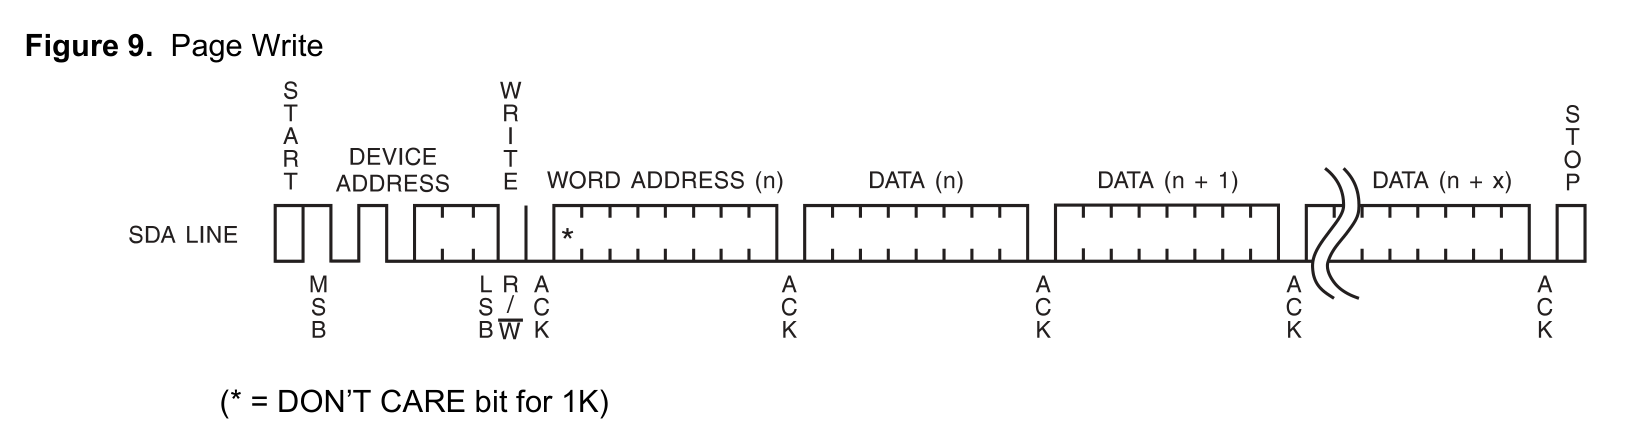 Figure 9. Page Write
START
WRITE
STOP
DEVICE
ADDRESS
WORD ADDRESS (n)
DATA (n)
DATA (n + 1)
DATA (n + x)
SDA LINE
*
MSB
LSB
R/W
ACK
ACK
ACK
ACK
ACK
(* = DON'T CARE bit for 1K)